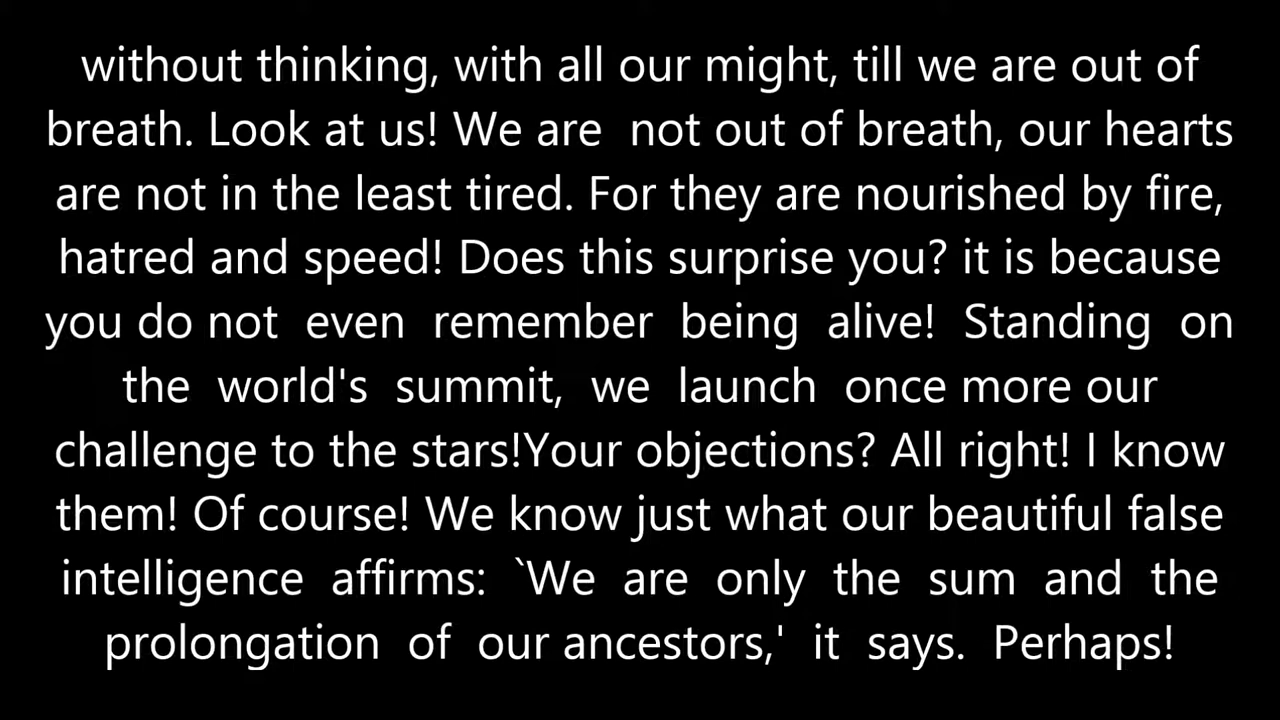 without thinking, with all our might, till we are out of
breath. Look at us! We are  not out of breath, our hearts
are not in the least tired. For they are nourished by fire,
hatred and speed! Does this surprise you? it is because
you do not  even  remember  being  alive!  Standing  on
the  world's  summit,  we  launch  once more our
challenge to the stars!Your objections? All right! I know
them! Of course! We know just what our beautiful false
intelligence  affirms:  `We  are  only  the  sum  and  the
prolongation  of  our ancestors,'  it  says.  Perhaps!